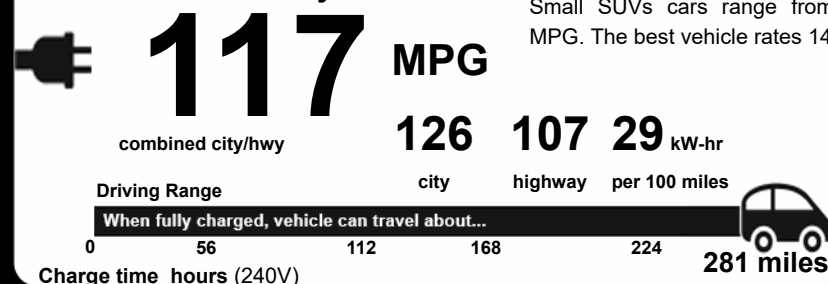 Small SUVs cars range from
MPG. The best vehicle rates 14
117 MPG
combined city/hwy
126 107 29 kW-hr
city highway per 100 miles
Driving Range
When fully charged, vehicle can travel about...
0 56 112 168 224 281 miles
Charge time hours (240V)